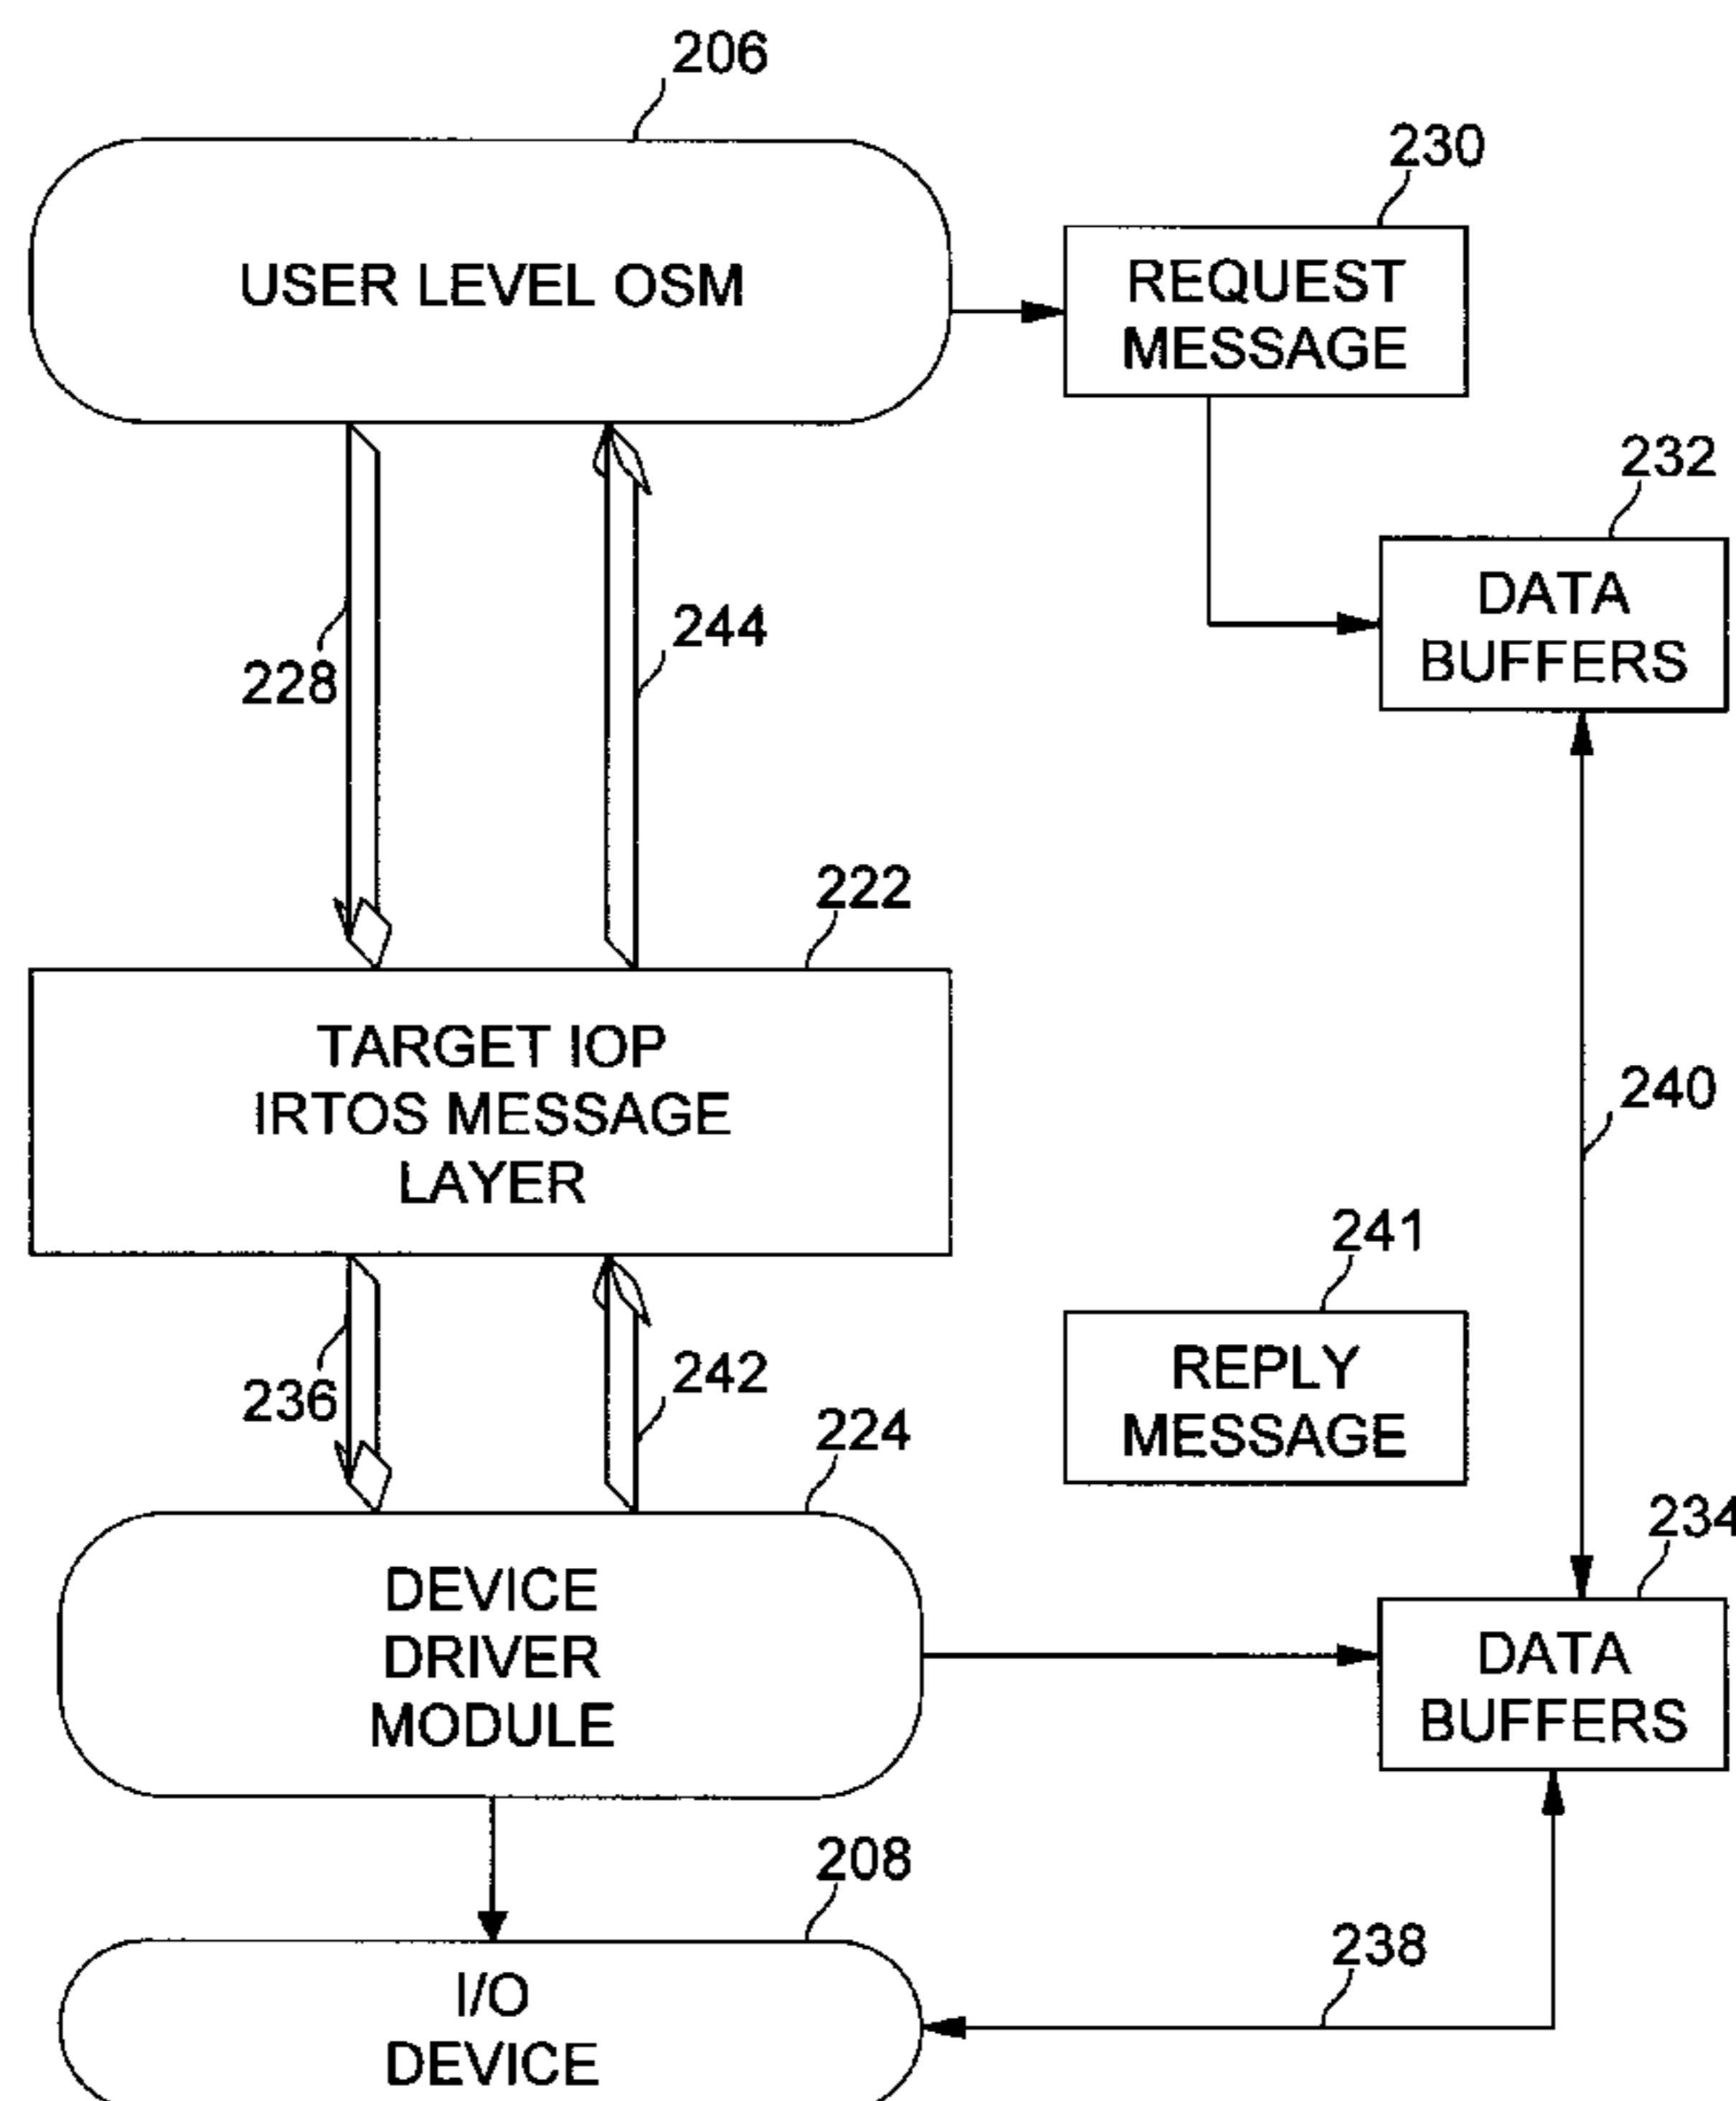 206
230
USER LEVEL OSM
REQUEST
MESSAGE
232
DATA
BUFFERS
228
244
222
TARGET IOP
IRTOS MESSAGE
LAYER
240
241
REPLY
MESSAGE
236
242
224
234
DEVICE
DRIVER
MODULE
DATA
BUFFERS
208
238
I/O
DEVICE